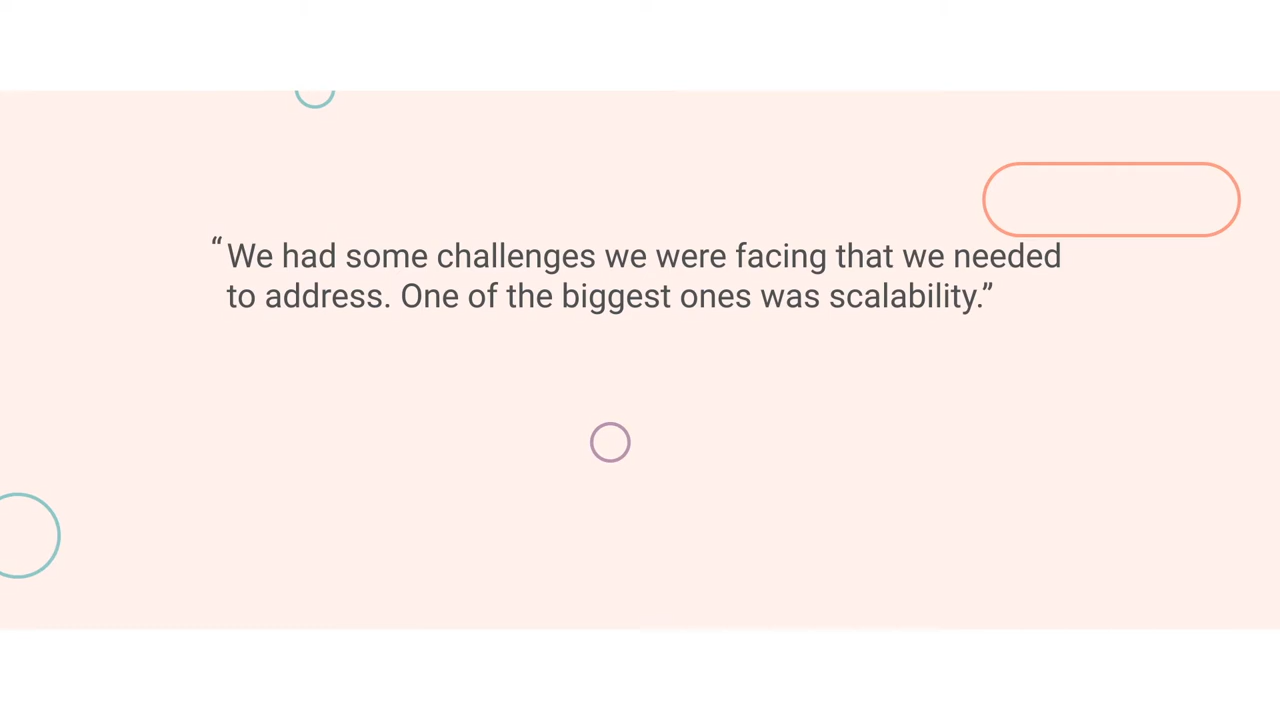 “We had some challenges we were facing that we needed
to address. One of the biggest ones was scalability.”